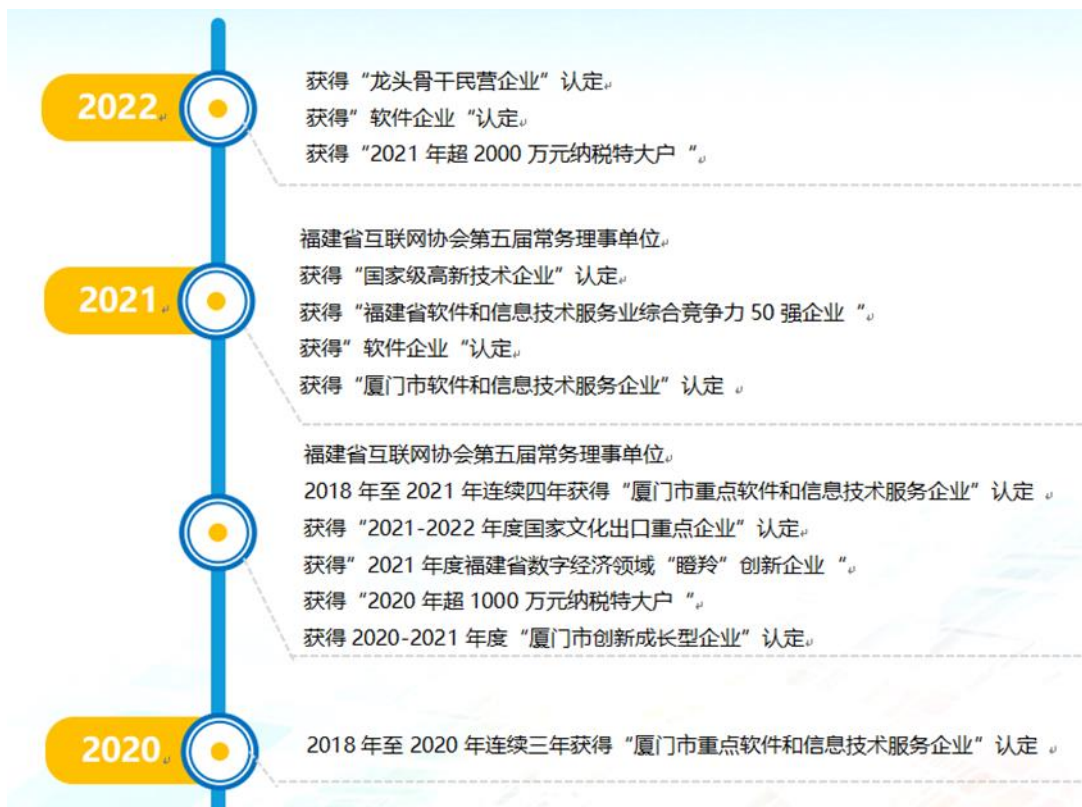 2022
获得“龙头骨干民营企业”认定
获得”软件企业“认定
获得“2021 年超 2000 万元纳税特大户“
福建省互联网协会第五届常务理事单位
2021
获得“国家级高新技术企业”认定
获得“福建省软件和信息技术服务业综合竞争力 50 强企业“
获得”软件企业“认定
获得“厦门市软件和信息技术服务企业”认定
福建省互联网协会第五届常务理事单位
2018 年至 2021 年连续四年获得“厦门市重点软件和信息技术服务企业”认定
获得“2021-2022 年度国家文化出口重点企业”认定
获得”2021 年度福建省数字经济领域“瞪羚”创新企业“
获得“2020 年超 1000 万元纳税特大户“
获得 2020-2021 年度“厦门市创新成长型企业”认定
2020
2018 年至 2020 年连续三年获得“厦门市重点软件和信息技术服务企业”认定